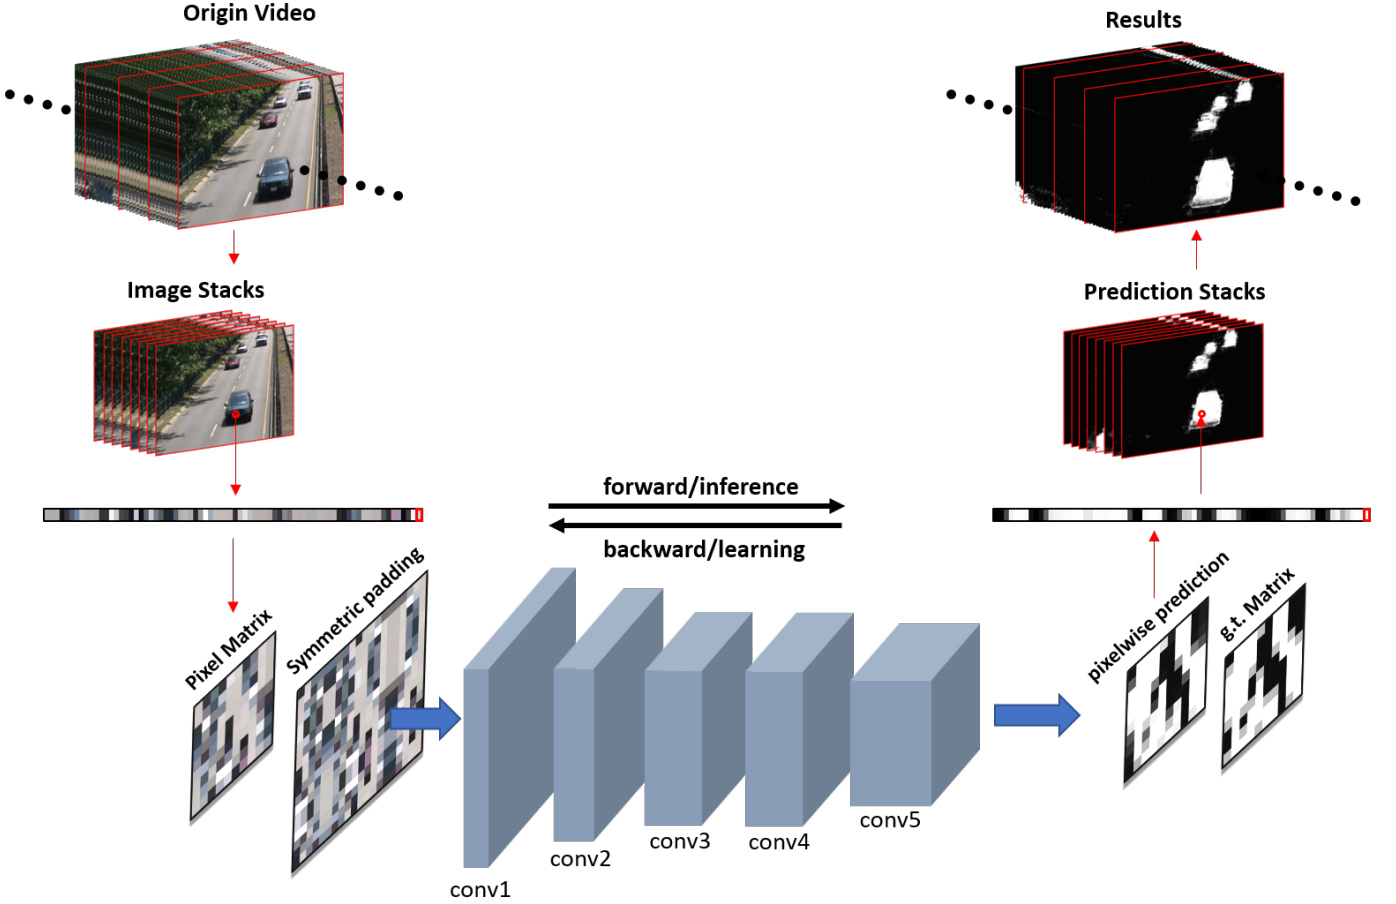 Origin Video
Results
Image Stacks
Prediction Stacks
forward/inference
backward/learning
Pixel Matrix
Symmetric padding
pixelwise prediction
g.t. Matrix
conv1
conv2
conv3
conv4
conv5